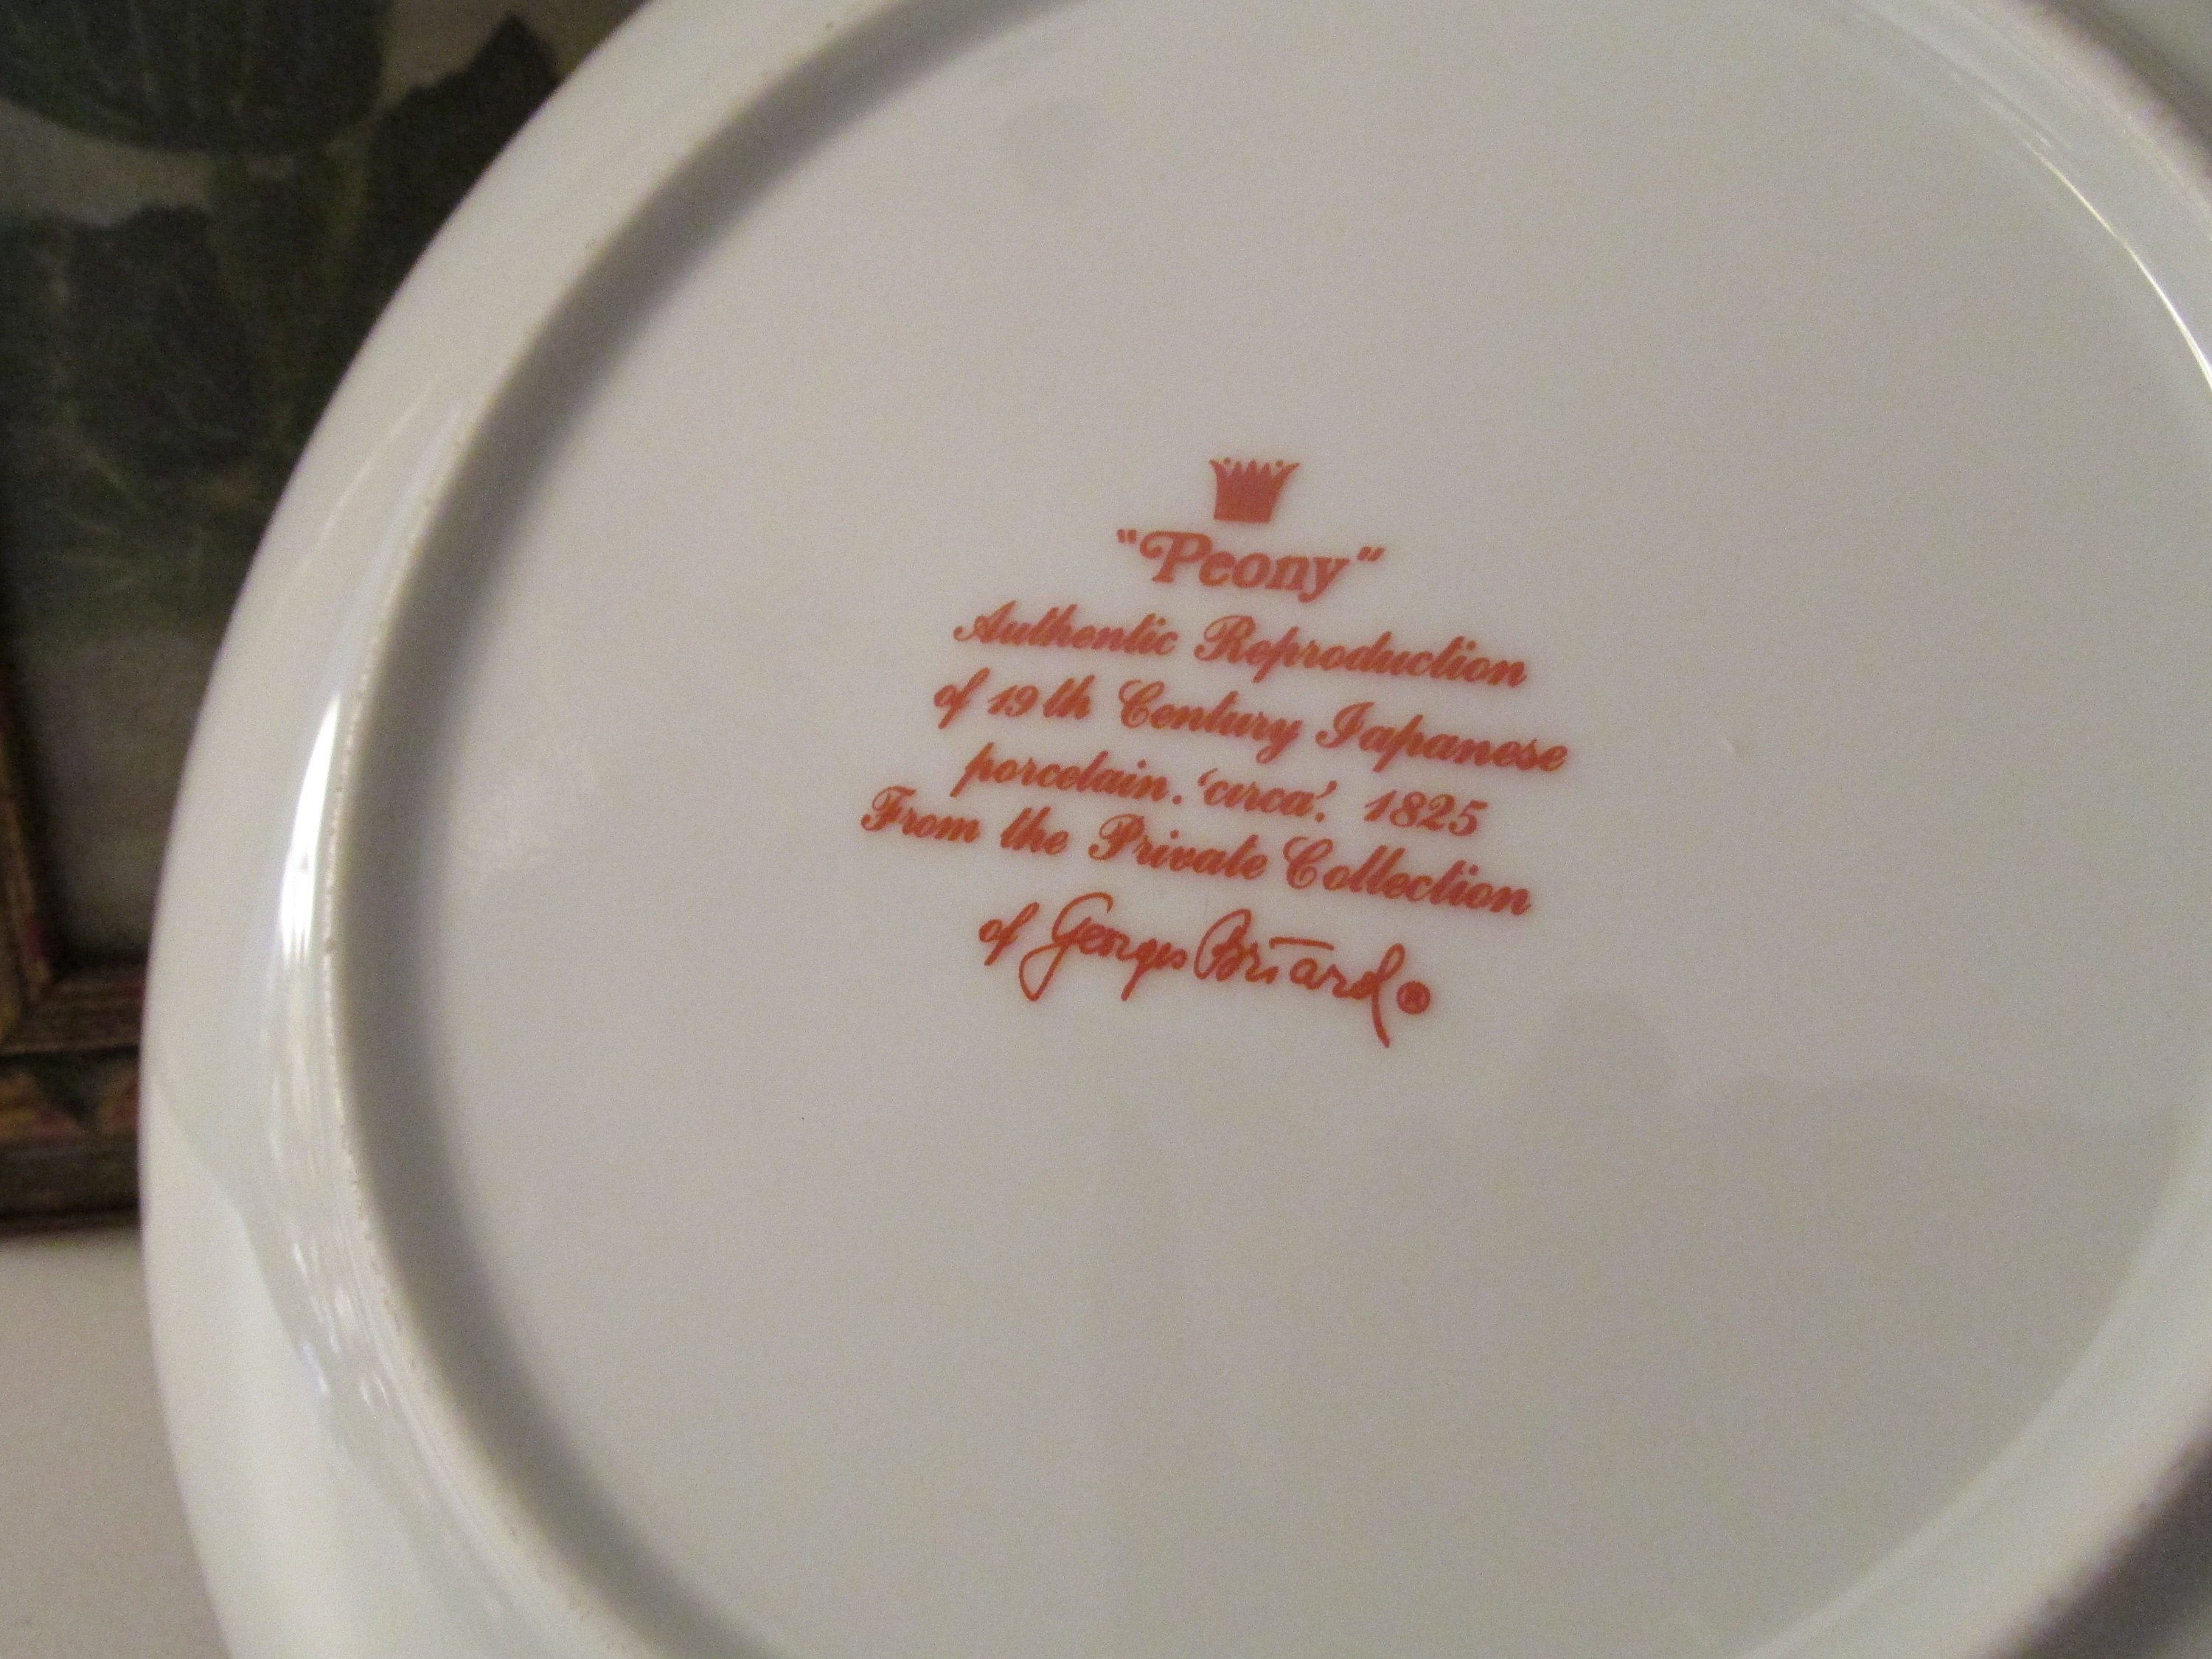 "Peony"
Authentic Reproduction
of 19th Century Japanese
porcelain. 'circa'. 1825
From the Private Collection
of Georges Briard ®